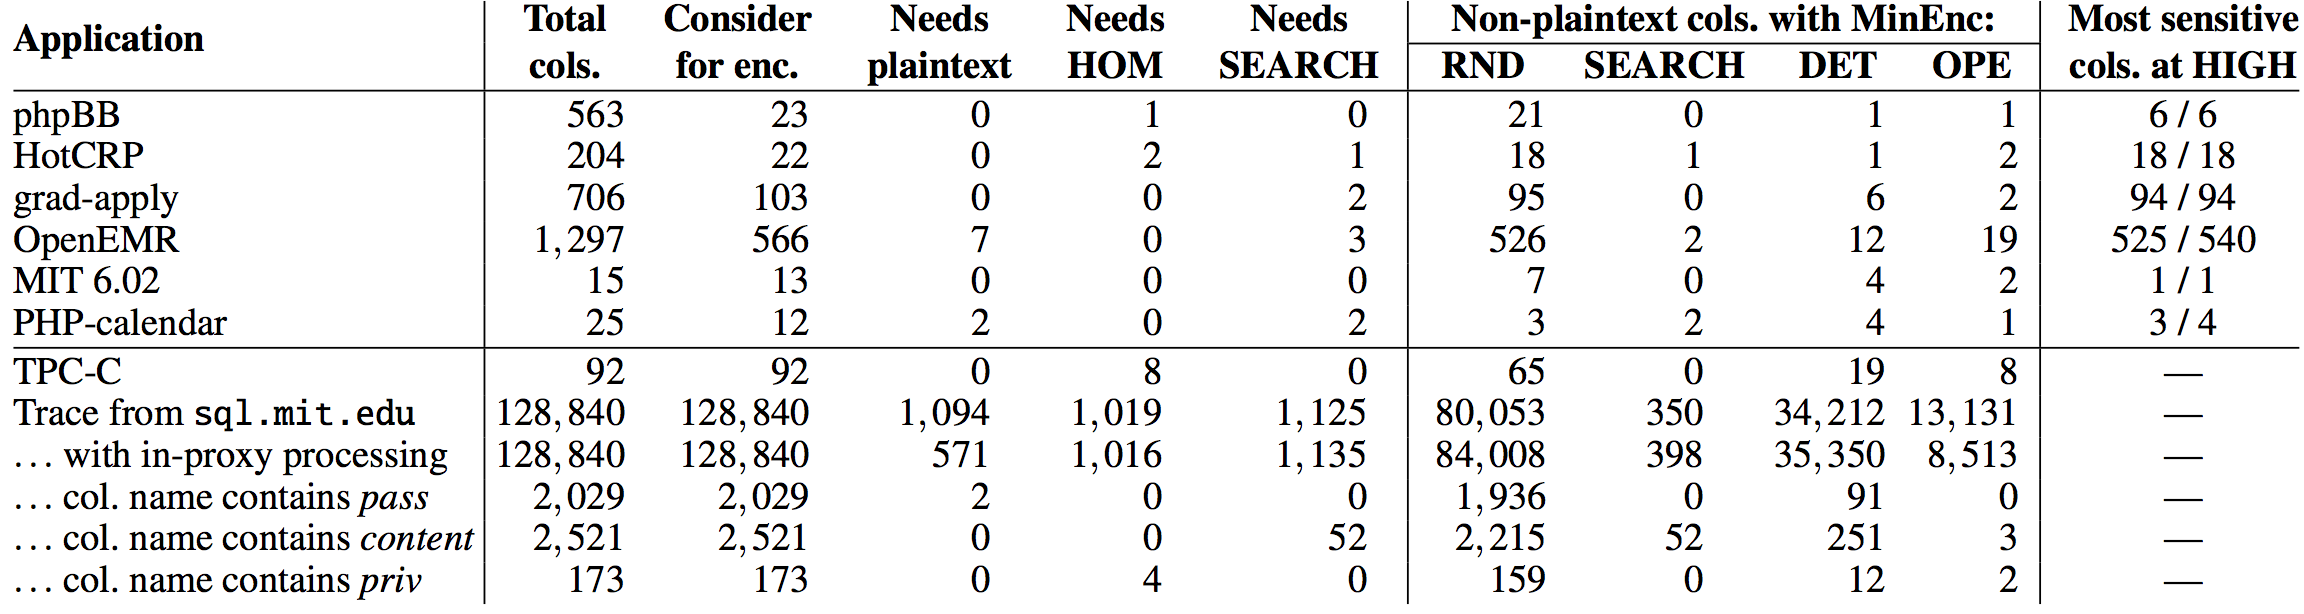 Application Total cols. Consider for enc. Needs plaintext Needs HOM Needs SEARCH Non-plaintext cols. with MinEnc: RND SEARCH DET OPE Most sensitive cols. at HIGH
phpBB 563 23 0 1 0 21 0 1 1 6 / 6
HotCRP 204 22 0 2 1 18 1 1 2 18 / 18
grad-apply 706 103 0 0 2 95 0 6 2 94 / 94
OpenEMR 1,297 566 7 0 3 526 2 12 19 525 / 540
MIT 6.02 15 13 0 0 0 7 0 4 2 1 / 1
PHP-calendar 25 12 2 0 2 3 2 4 1 3 / 4
TPC-C 92 92 0 8 0 65 0 19 8 —
Trace from sql.mit.edu 128,840 128,840 1,094 1,019 1,125 80,053 350 34,212 13,131 —
... with in-proxy processing 128,840 128,840 571 1,016 1,135 84,008 398 35,350 8,513 —
... col. name contains pass 2,029 2,029 2 0 0 1,936 0 91 0 —
... col. name contains content 2,521 2,521 0 0 52 2,215 52 251 3 —
... col. name contains priv 173 173 0 4 0 159 0 12 2 —